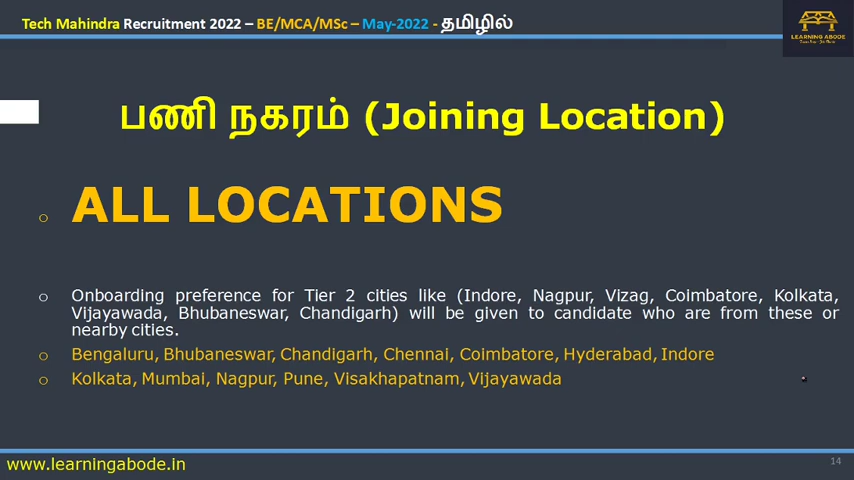 Tech Mahindra Recruitment 2022 – BE/MCA/MSc – May-2022 - தமிழில்
LEARNING ABODE
பணி நகரம் (Joining Location)
o ALL LOCATIONS
o Onboarding preference for Tier 2 cities like (Indore, Nagpur, Vizag, Coimbatore, Kolkata,
Vijayawada, Bhubaneswar, Chandigarh) will be given to candidate who are from these or
nearby cities.
o Bengaluru, Bhubaneswar, Chandigarh, Chennai, Coimbatore, Hyderabad, Indore
o Kolkata, Mumbai, Nagpur, Pune, Visakhapatnam, Vijayawada
www.learningabode.in
14